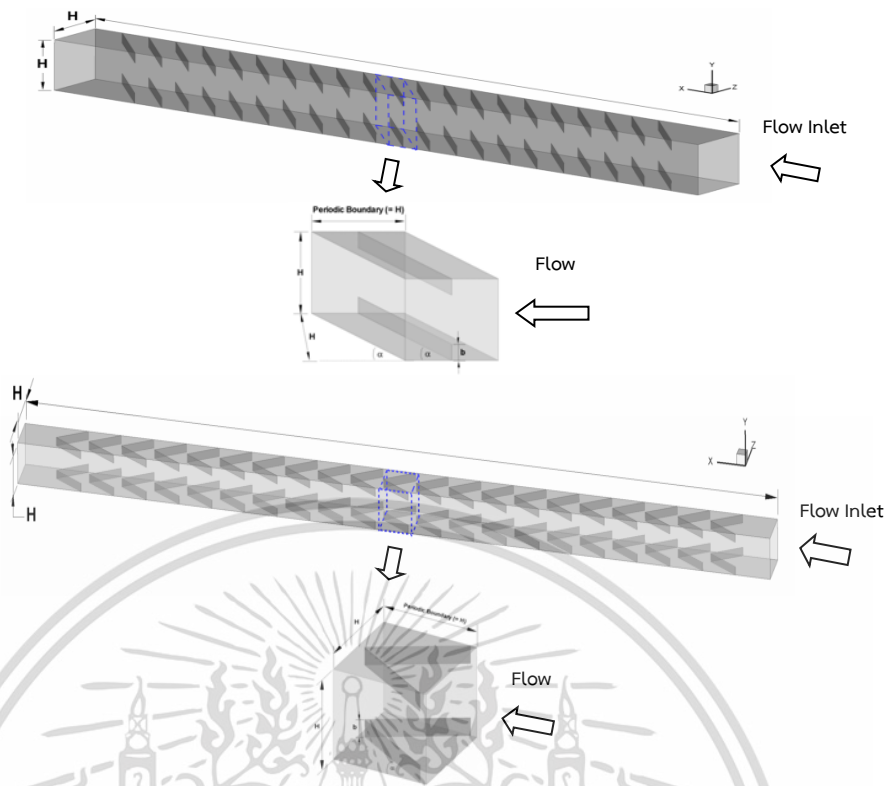 H
H
Y
X Z
Flow Inlet
Periodic Boundary (= H)
H
Flow
H
α α b
H
Y
Z
X
Flow Inlet
H
Periodic Boundary (= H)
H
Flow
H
b